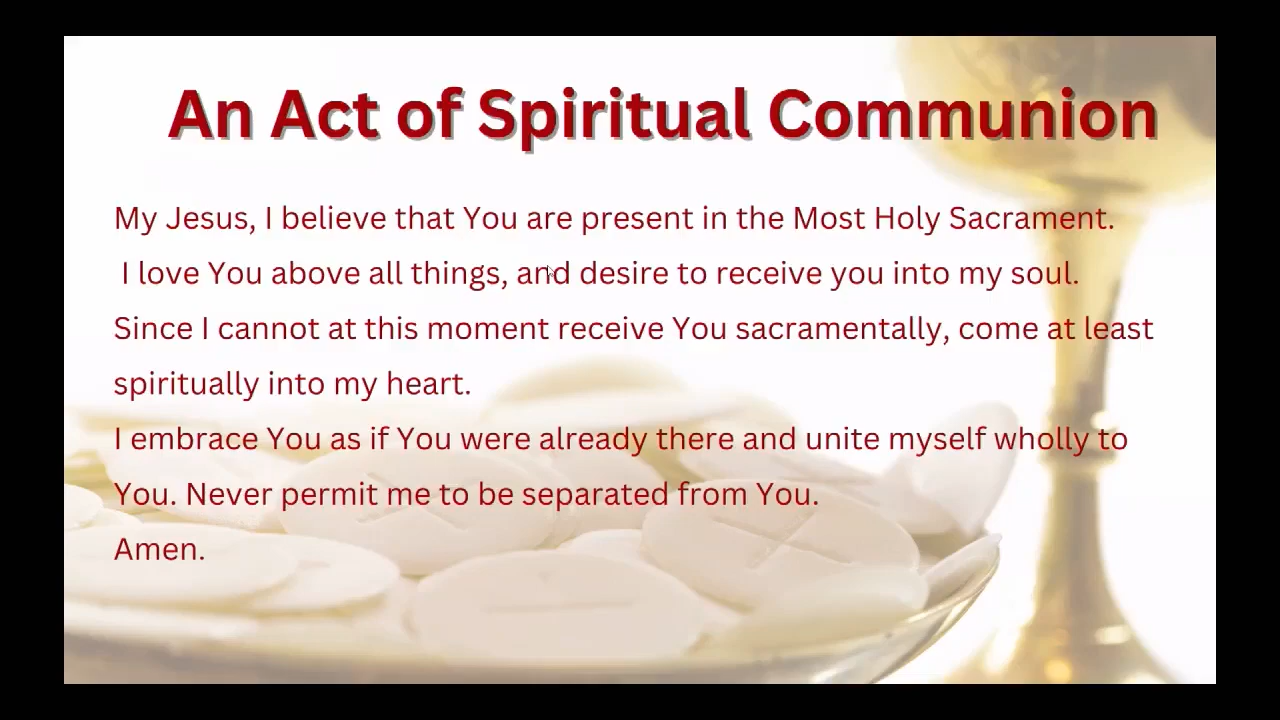 An Act of Spiritual Communion
My Jesus, I believe that You are present in the Most Holy Sacrament.
I love You above all things, and desire to receive you into my soul.
Since I cannot at this moment receive You sacramentally, come at least
spiritually into my heart.
I embrace You as if You were already there and unite myself wholly to
You. Never permit me to be separated from You.
Amen.